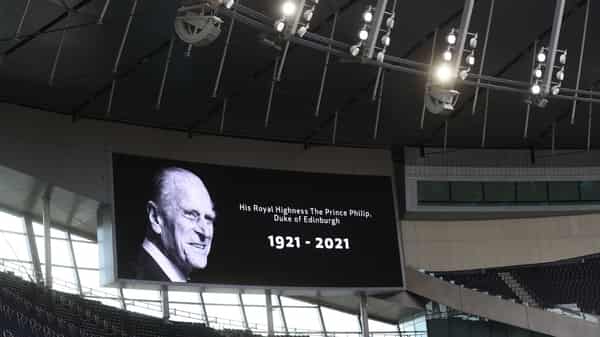 His Royal Highness The Prince Philip,
Duke of Edinburgh
1921 - 2021